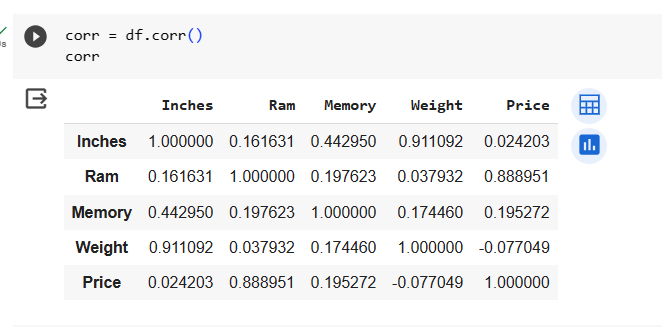 corr = df.corr()
corr
Inches Ram Memory Weight Price
Inches 1.000000 0.161631 0.442950 0.911092 0.024203
Ram 0.161631 1.000000 0.197623 0.037932 0.888951
Memory 0.442950 0.197623 1.000000 0.174460 0.195272
Weight 0.911092 0.037932 0.174460 1.000000 -0.077049
Price 0.024203 0.888951 0.195272 -0.077049 1.000000